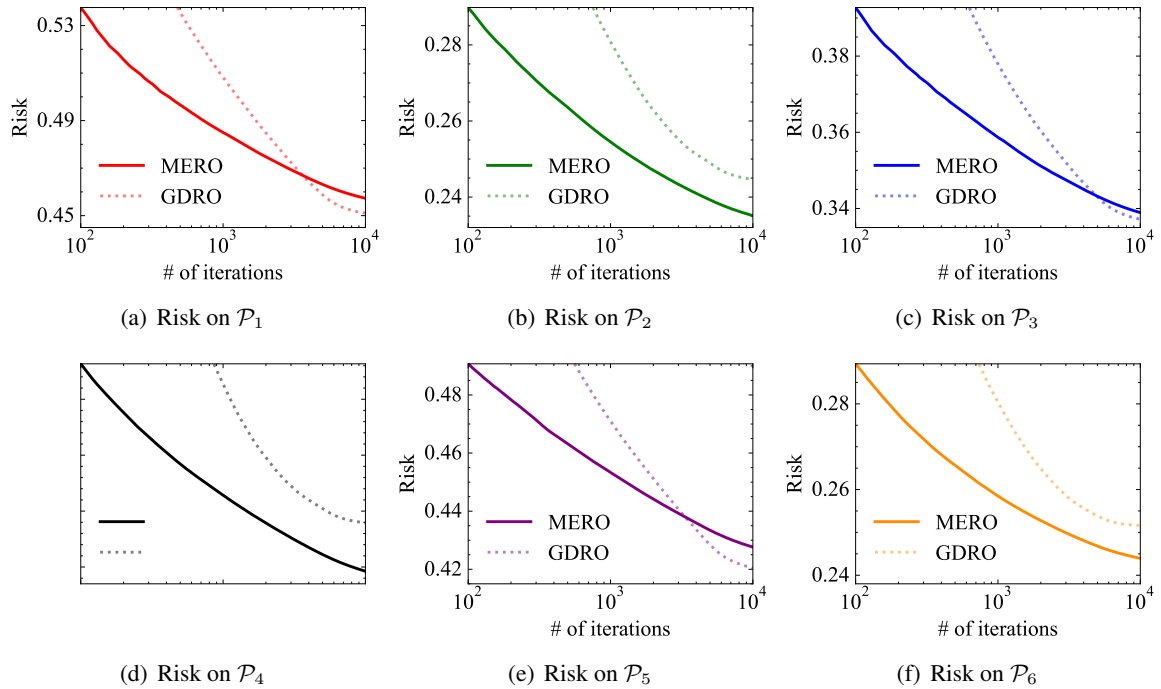 0.53
0.49
0.45
Risk
MERO
GDRO
10^2
10^3
10^4
# of iterations
(a) Risk on 𝒫₁
0.28
0.26
0.24
Risk
MERO
GDRO
10^2
10^3
10^4
# of iterations
(b) Risk on 𝒫₂
0.38
0.36
0.34
Risk
MERO
GDRO
10^2
10^3
10^4
# of iterations
(c) Risk on 𝒫₃
(d) Risk on 𝒫₄
0.48
0.46
0.44
0.42
Risk
MERO
GDRO
10^2
10^3
10^4
# of iterations
(e) Risk on 𝒫₅
0.28
0.26
0.24
Risk
MERO
GDRO
10^2
10^3
10^4
# of iterations
(f) Risk on 𝒫₆